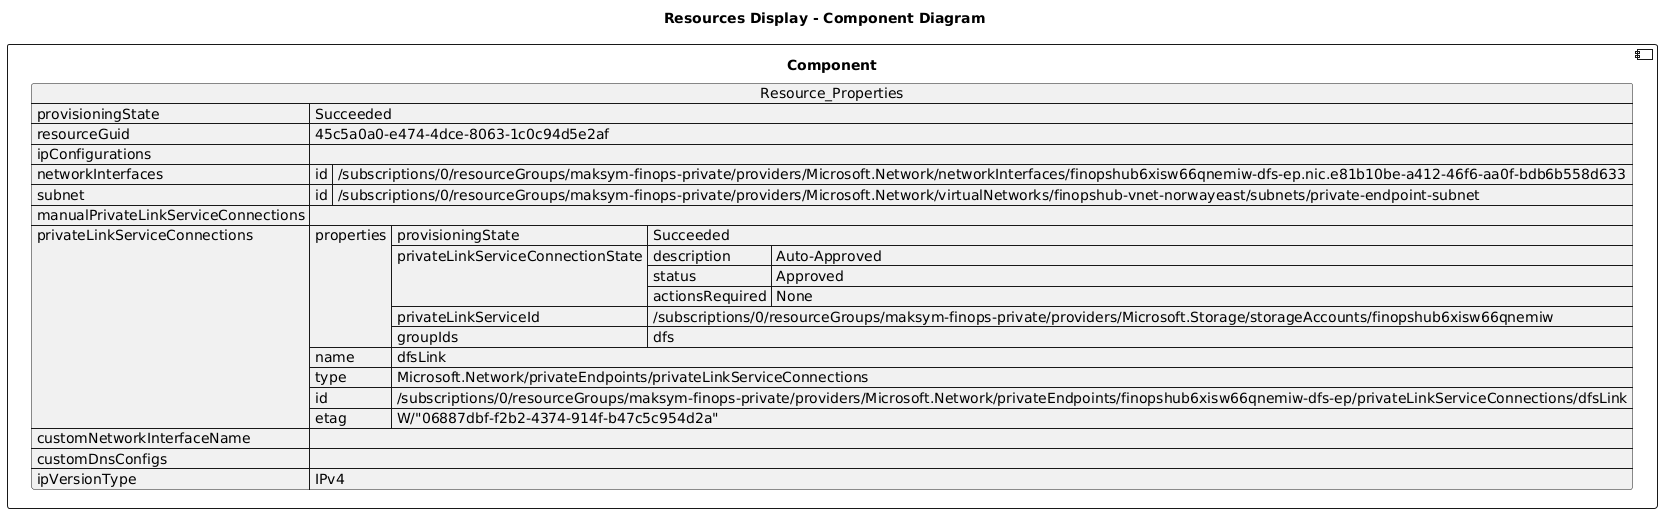 Resources Display - Component Diagram
Component
Resource_Properties
provisioningState Succeeded
resourceGuid 45c5a0a0-e474-4dce-8063-1c0c94d5e2af
ipConfigurations
networkInterfaces id /subscriptions/0/resourceGroups/maksym-finops-private/providers/Microsoft.Network/networkInterfaces/finopshub6xisw66qnemiw-dfs-ep.nic.e81b10be-a412-46f6-aa0f-bdb6b558d633
subnet id /subscriptions/0/resourceGroups/maksym-finops-private/providers/Microsoft.Network/virtualNetworks/finopshub-vnet-norwayeast/subnets/private-endpoint-subnet
manualPrivateLinkServiceConnections
privateLinkServiceConnections properties provisioningState Succeeded
privateLinkServiceConnectionState description Auto-Approved
status Approved
actionsRequired None
privateLinkServiceId /subscriptions/0/resourceGroups/maksym-finops-private/providers/Microsoft.Storage/storageAccounts/finopshub6xisw66qnemiw
groupIds dfs
name dfsLink
type Microsoft.Network/privateEndpoints/privateLinkServiceConnections
id /subscriptions/0/resourceGroups/maksym-finops-private/providers/Microsoft.Network/privateEndpoints/finopshub6xisw66qnemiw-dfs-ep/privateLinkServiceConnections/dfsLink
etag W/"06887dbf-f2b2-4374-914f-b47c5c954d2a"
customNetworkInterfaceName
customDnsConfigs
ipVersionType IPv4